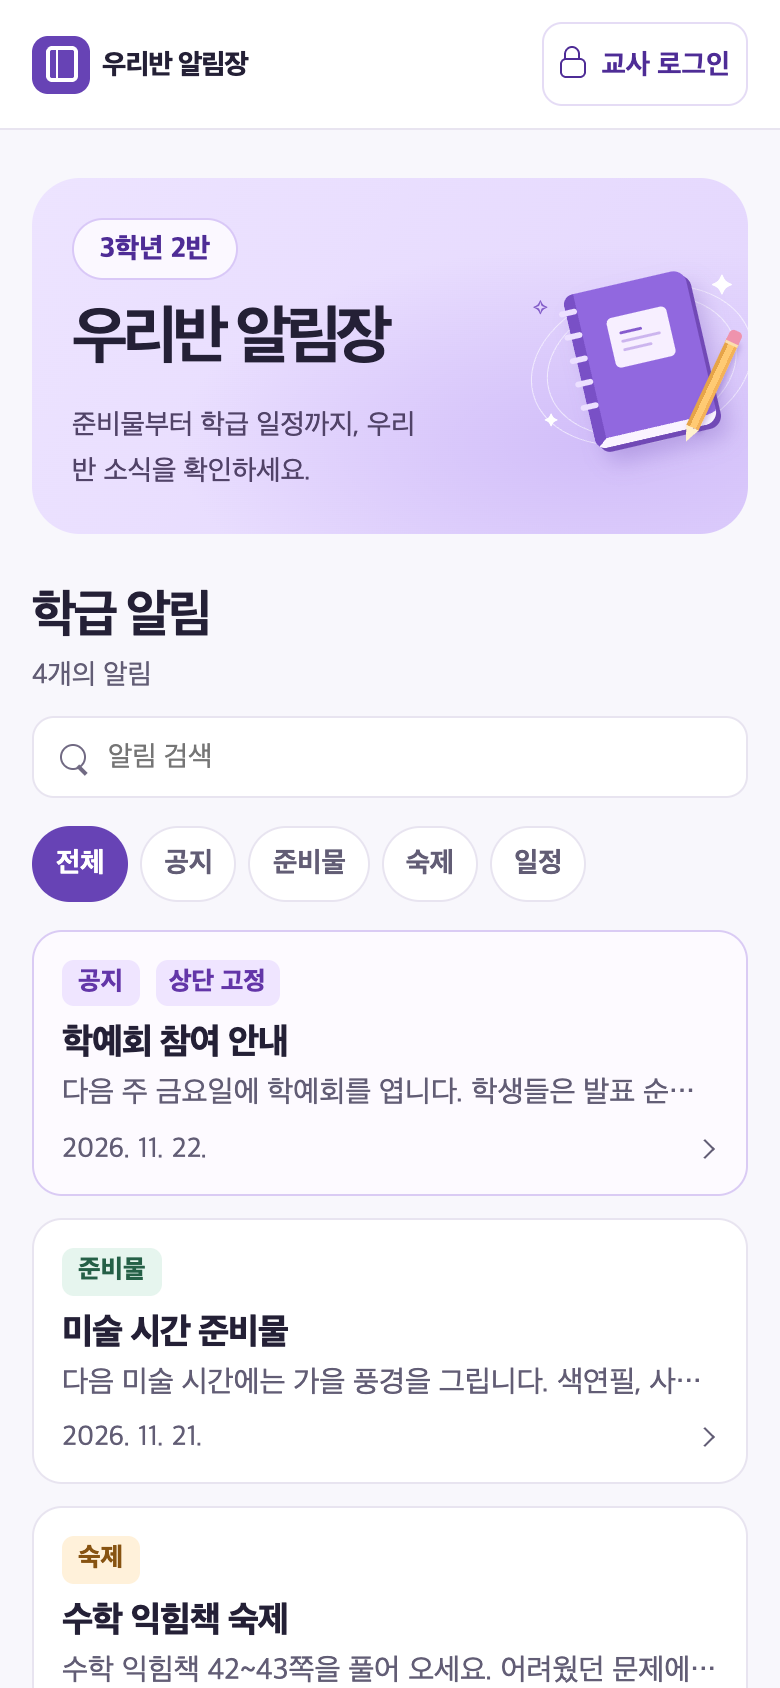 우리반 알림장
교사 로그인
3학년 2반
우리반 알림장
준비물부터 학급 일정까지, 우리
반 소식을 확인하세요.
학급 알림
4개의 알림
알림 검색
전체 공지 준비물 숙제 일정
공지 상단 고정
학예회 참여 안내
다음 주 금요일에 학예회를 엽니다. 학생들은 발표 순…
2026. 11. 22.
준비물
미술 시간 준비물
다음 미술 시간에는 가을 풍경을 그립니다. 색연필, 사…
2026. 11. 21.
숙제
수학 익힘책 숙제
수학 익힘책 42~43쪽을 풀어 오세요. 어려웠던 문제에…